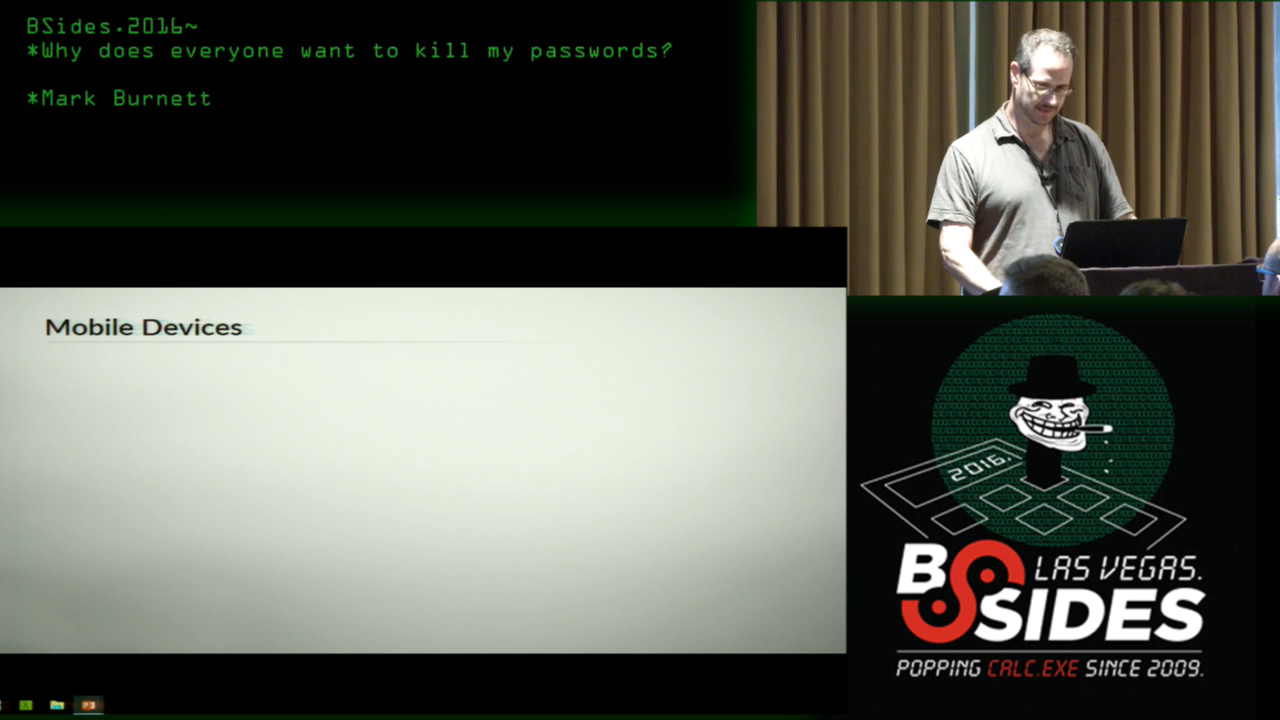 BSides.2016~
*Why does everyone want to kill my passwords?
*Mark Burnett
Mobile Devices
2016.
BSIDES
LAS VEGAS.
POPPING CALC.EXE SINCE 2009.